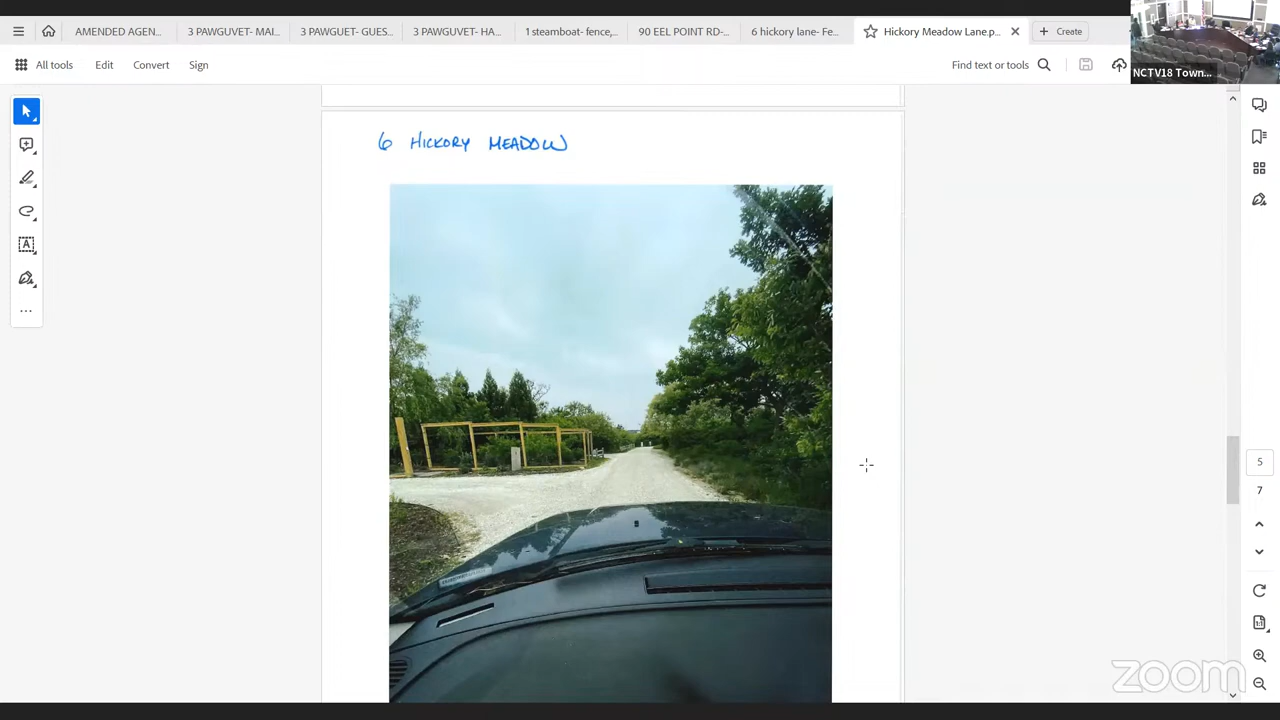 AMENDED AGEN...
3 PAWGUVET- MAI...
3 PAWGUET- GUES...
3 PAWGUVET- HA...
1 steamboat- fence,...
90 EEL POINT RD-...
6 hickory lane- Fe...
Hickory Meadow Lane.p...
Create
NCTV18 Town...
All tools
Edit
Convert
Sign
Find text or tools
6 HICKORY MEADOW
5
7
zoom